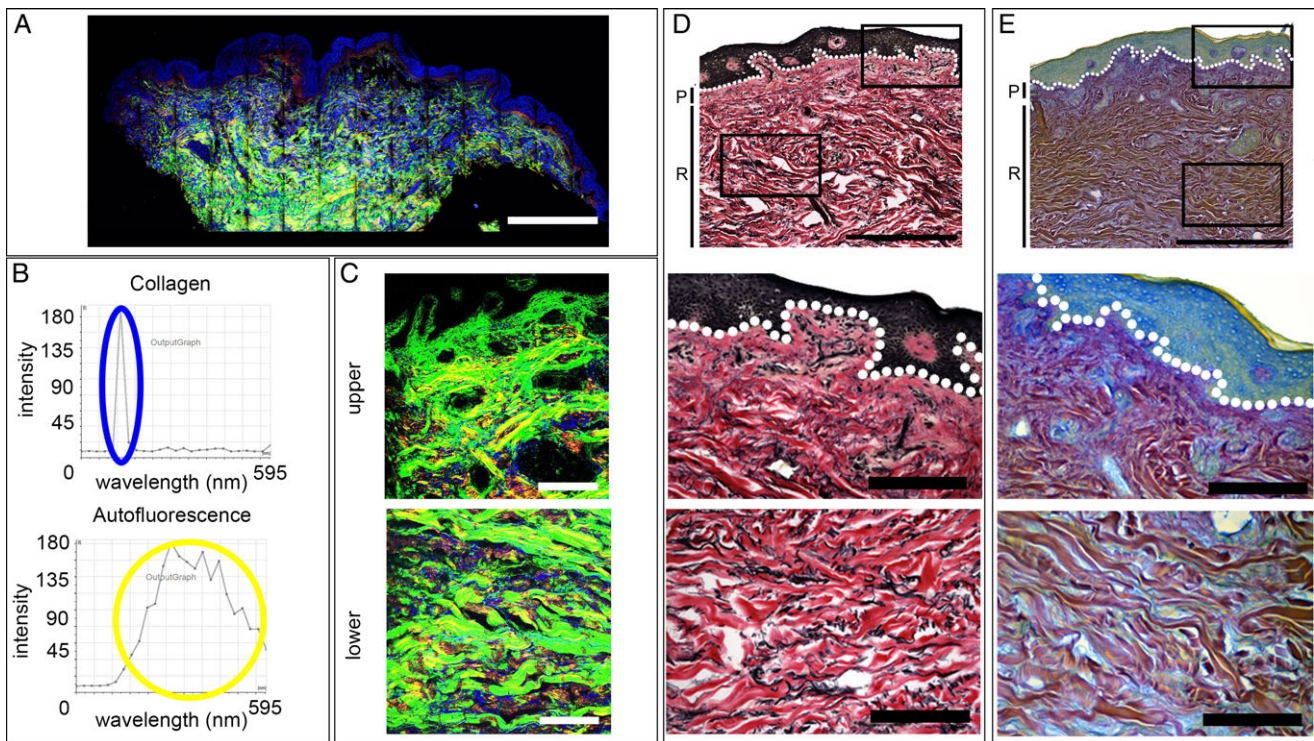 A
B
Collagen
180
135
90
45
0
intensity
OutputGraph
wavelength (nm)
595
Autofluorescence
180
135
90
45
0
intensity
OutputGraph
wavelength (nm)
595
C
upper
lower
D
P
R
E
P
R